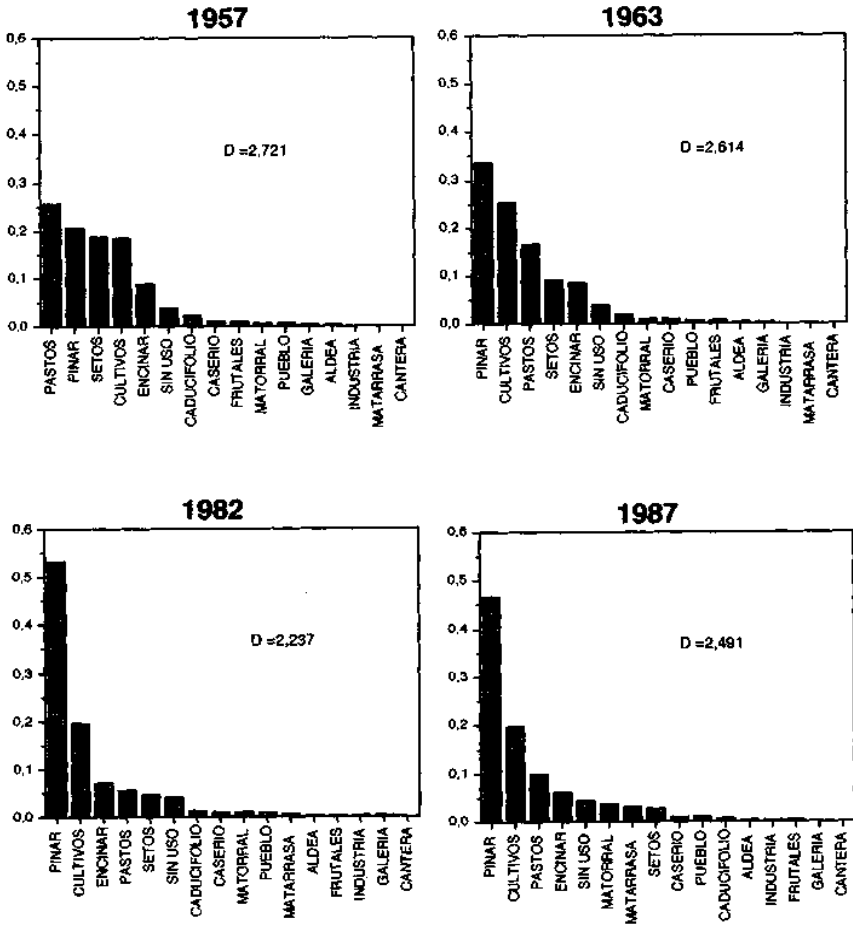 1957
0,6
0,5
0,4
0,3
0,2
0,1
0,0
D =2,721
PASTOS
PINAR
SETOS
CULTIVOS
ENCINAR
SIN USO
CADUCIFOLIO
CASERIO
FRUTALES
MATORRAL
PUEBLO
GALERIA
ALDEA
INDUSTRIA
MATARRASA
CANTERA
1963
0,6
0,5
0,4
0,3
0,2
0,1
0,0
D =2,614
PINAR
CULTIVOS
PASTOS
SETOS
ENCINAR
SIN USO
CADUCIFOLIO
MATORRAL
CASERIO
PUEBLO
FRUTALES
ALDEA
GALERIA
INDUSTRIA
MATARRASA
CANTERA
1982
0,6
0,5
0,4
0,3
0,2
0,1
0,0
D =2,237
PINAR
CULTIVOS
ENCINAR
PASTOS
SETOS
SIN USO
CADUCIFOLIO
CASERIO
MATORRAL
PUEBLO
MATARRASA
ALDEA
FRUTALES
INDUSTRIA
GALERIA
CANTERA
1987
0,6
0,5
0,4
0,3
0,2
0,1
0,0
D =2,491
PINAR
CULTIVOS
PASTOS
ENCINAR
SIN USO
MATORRAL
MATARRASA
SETOS
CASERIO
PUEBLO
CADUCIFOLIO
ALDEA
INDUSTRIA
FRUTALES
GALERIA
CANTERA